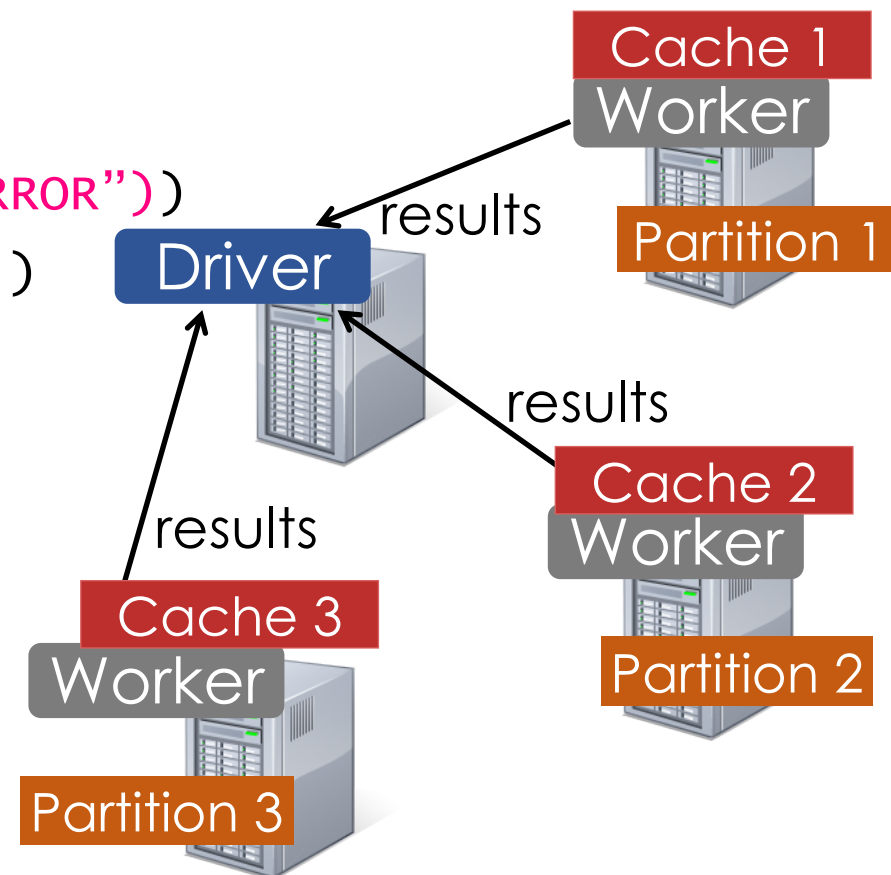 Cache 1
Worker
RROR”))
results
Partition 1
)
Driver
results
Cache 2
results
Worker
Cache 3
Worker
Partition 2
Partition 3